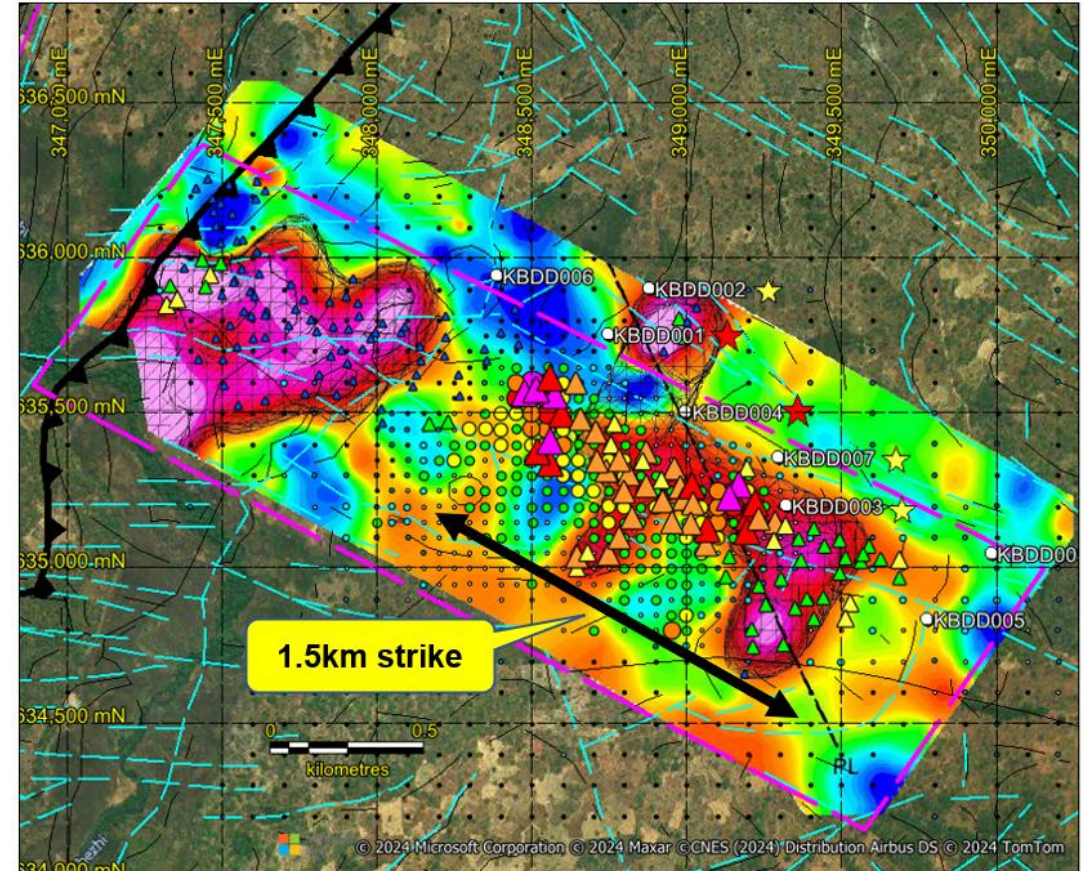 347,000 mE
347,500 mE
348,000 mE
348,500 mE
349,000 mE
349,500 mE
350,000 mE
636,500 mN
636,000 mN
KBDD006
KBDD002
KBDD001
635,500 mN
KBDD004
KBDD007
KBDD003
635,000 mN
KBDD00
KBDD005
1.5km strike
634,500 mN
0 0.5
kilometres
PL
© 2024 Microsoft Corporation © 2024 Maxar ©CNES (2024) Distribution Airbus DS © 2024 TomTom
634,000 mN